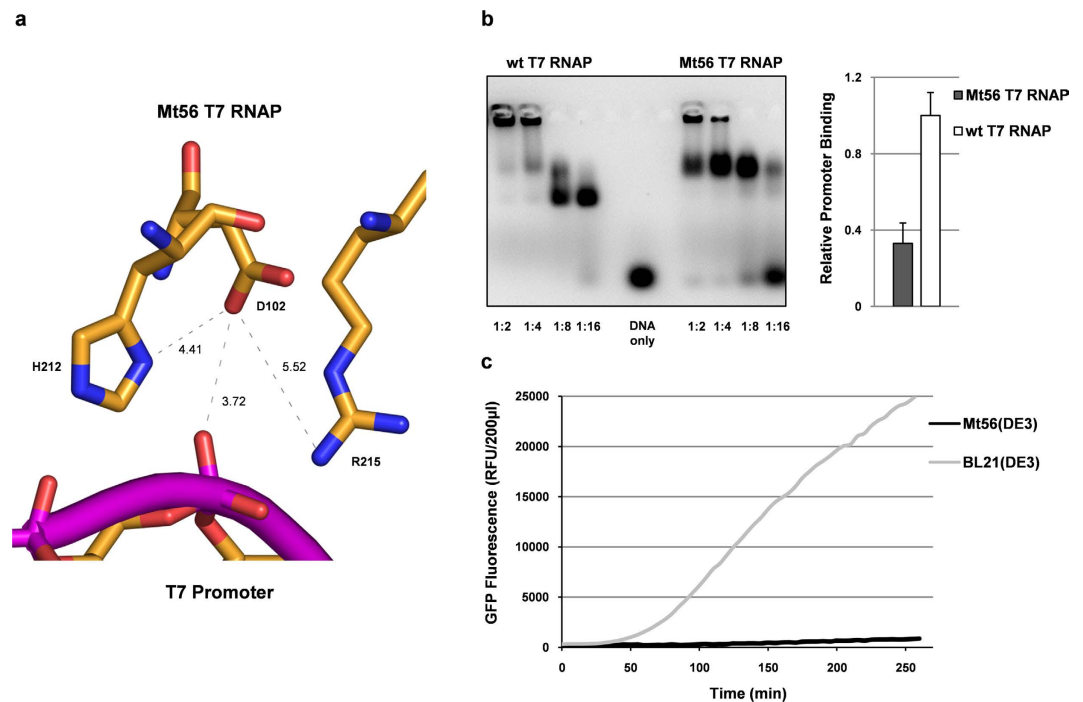 a
Mt56 T7 RNAP
D102
H212
4.41
5.52
3.72
R215
T7 Promoter
b
wt T7 RNAP
Mt56 T7 RNAP
1:2 1:4 1:8 1:16 DNA only 1:2 1:4 1:8 1:16
Relative Promoter Binding
1.2
0.8
0.4
0
Mt56 T7 RNAP
wt T7 RNAP
c
GFP Fluorescence (RFU/200µl)
25000
20000
15000
10000
5000
0
0 50 100 150 200 250
Time (min)
Mt56(DE3)
BL21(DE3)